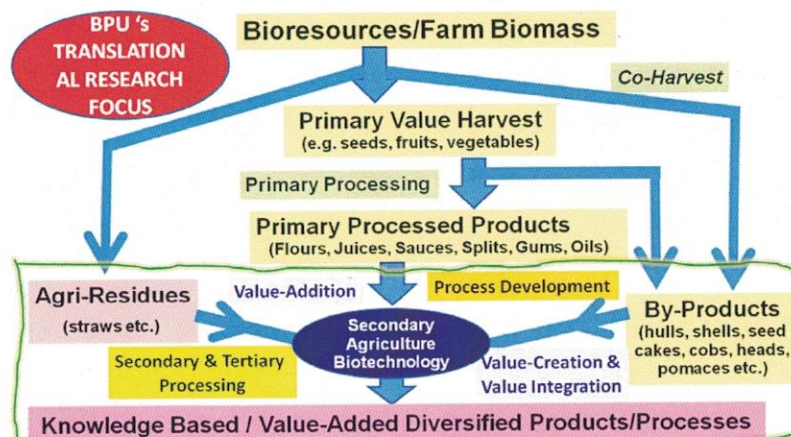 BPU 's
TRANSLATION
AL RESEARCH
FOCUS
Bioresources/Farm Biomass
Co-Harvest
Primary Value Harvest
(e.g. seeds, fruits, vegetables)
Primary Processing
Primary Processed Products
(Flours, Juices, Sauces, Splits, Gums, Oils)
Agri-Residues
(straws etc.)
Value-Addition
Process Development
By-Products
(hulls, shells, seed
cakes, cobs, heads,
pomaces etc.)
Secondary
Agriculture
Biotechnology
Secondary & Tertiary
Processing
Value-Creation &
Value Integration
Knowledge Based / Value-Added Diversified Products/Processes